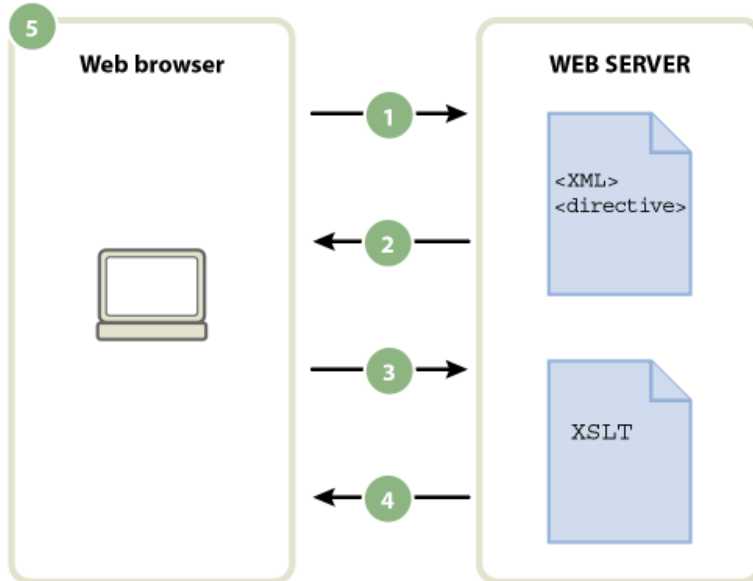 5
Web browser
WEB SERVER
1
<XML>
<directive>
2
3
XSLT
4